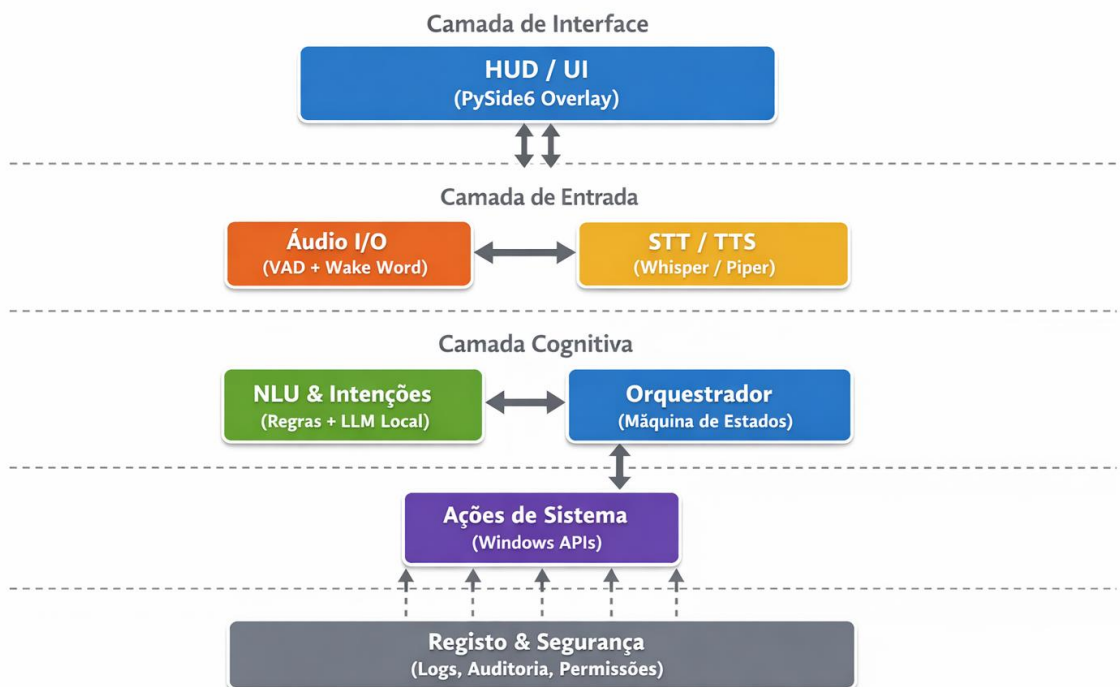 Camada de Interface
HUD / UI
(PySide6 Overlay)
Camada de Entrada
Áudio I/O
(VAD + Wake Word)
STT / TTS
(Whisper / Piper)
Camada Cognitiva
NLU & Intenções
(Regras + LLM Local)
Orquestrador
(Măquina de Estados)
Ações de Sistema
(Windows APIs)
Registo & Segurança
(Logs, Auditoria, Permissões)